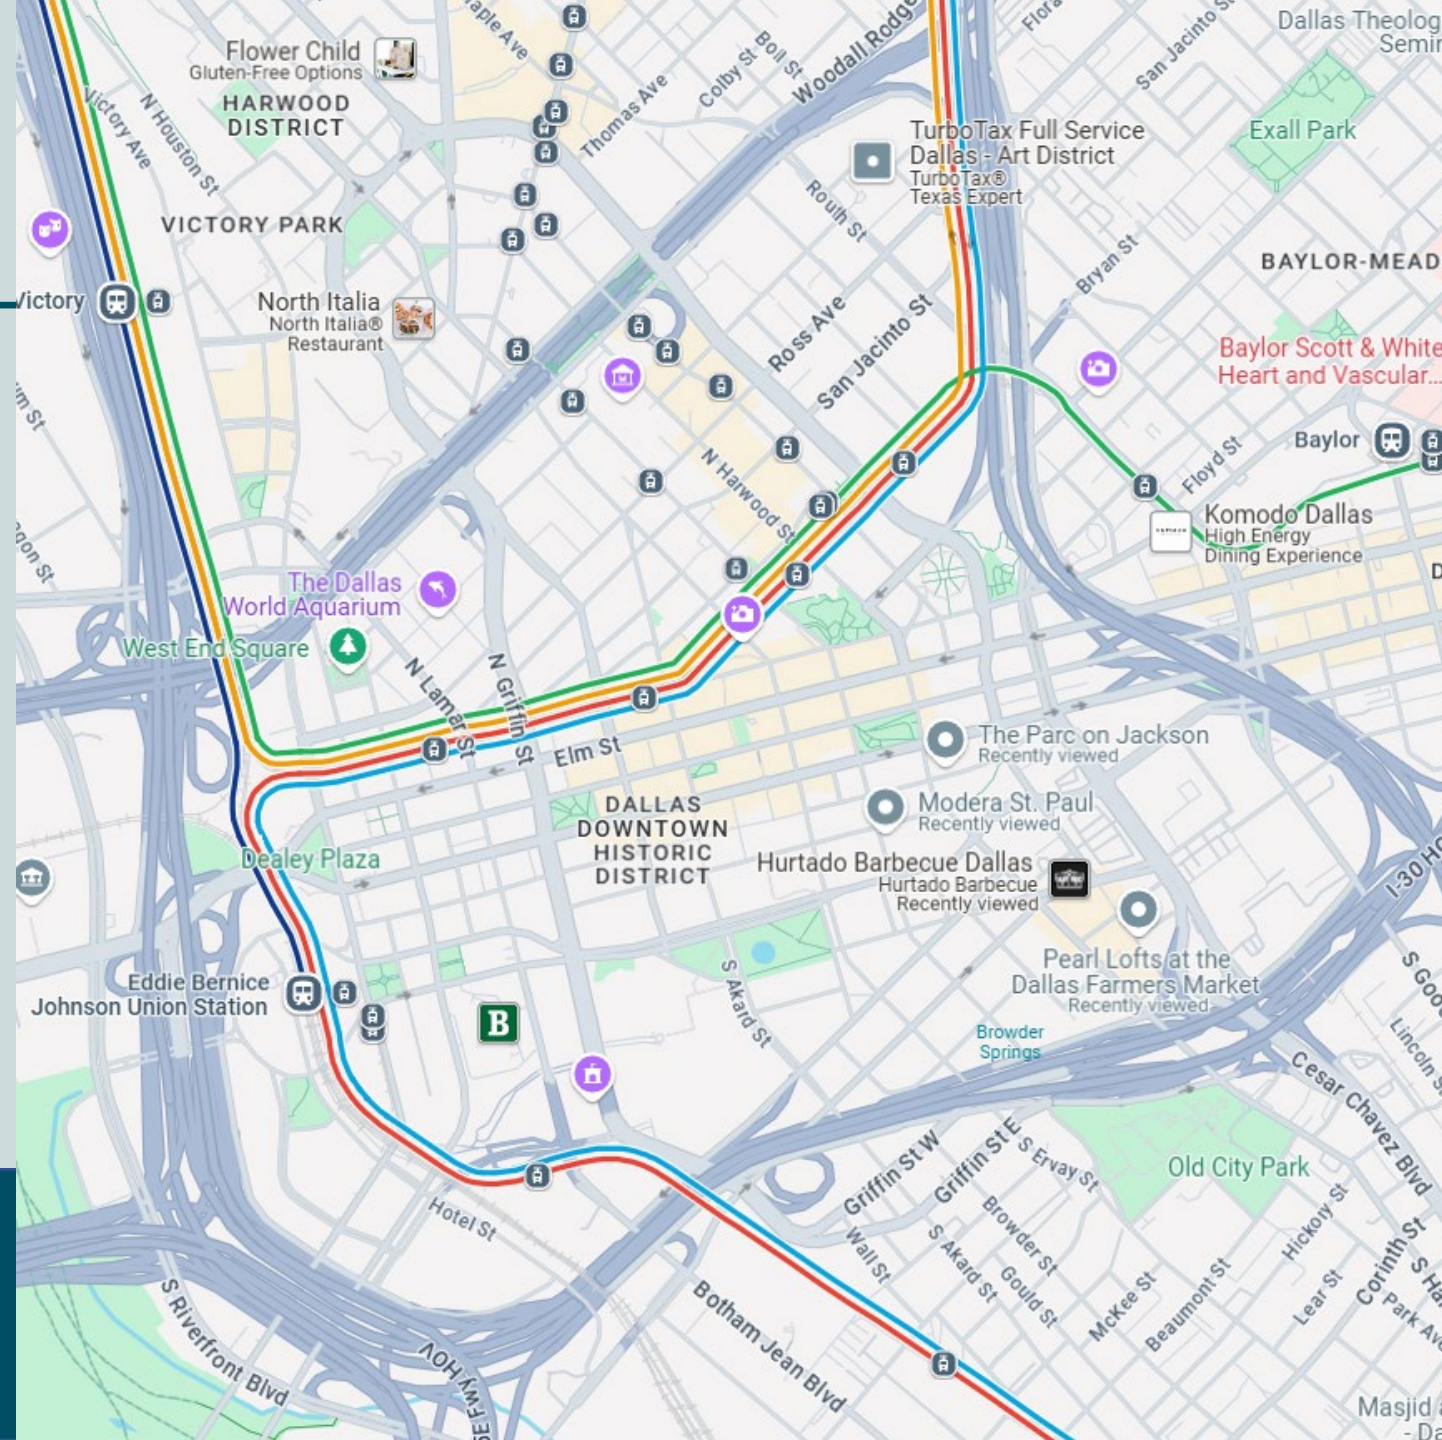 Flower Child
Gluten-Free Options
HARWOOD
DISTRICT
Victory Ave
N Houston St
VICTORY PARK
Victory
North Italia
North Italia®
Restaurant
Thomas Ave
Colby St
Boll St
Woodall Rodge
Flora
San Jacinto St
Dallas Theolog
Semir
Exall Park
TurboTax Full Service
Dallas - Art District
TurboTax®
Texas Expert
Routh St
Bryan St
BAYLOR-MEAD
Ross Ave
San Jacinto St
Baylor Scott & White
Heart and Vascular...
Baylor
Floyd St
N Harwood St
Komodo Dallas
High Energy
Dining Experience
The Dallas
World Aquarium
West End Square
N Lamar St
N Griffin St
Elm St
The Parc on Jackson
Recently viewed
DALLAS
DOWNTOWN
HISTORIC
DISTRICT
Modera St. Paul
Recently viewed
Dealey Plaza
Hurtado Barbecue Dallas
Hurtado Barbecue
Recently viewed
I-30 HO
Eddie Bernice
Johnson Union Station
B
S Akard St
Pearl Lofts at the
Dallas Farmers Market
Recently viewed
Browder
Springs
S Good
Lincoln S
Cesar Chavez Blvd
Old City Park
Griffin St W
Griffin St E
S Ervay St
Hotel St
Wall St
S Akard St
Browder St
Gould St
McKee St
Beaumont St
Hickory St
Lear St
Corinth St
S Ha
Park Ave
S Riverfront Blvd
Botham Jean Blvd
Masjid a
- Da